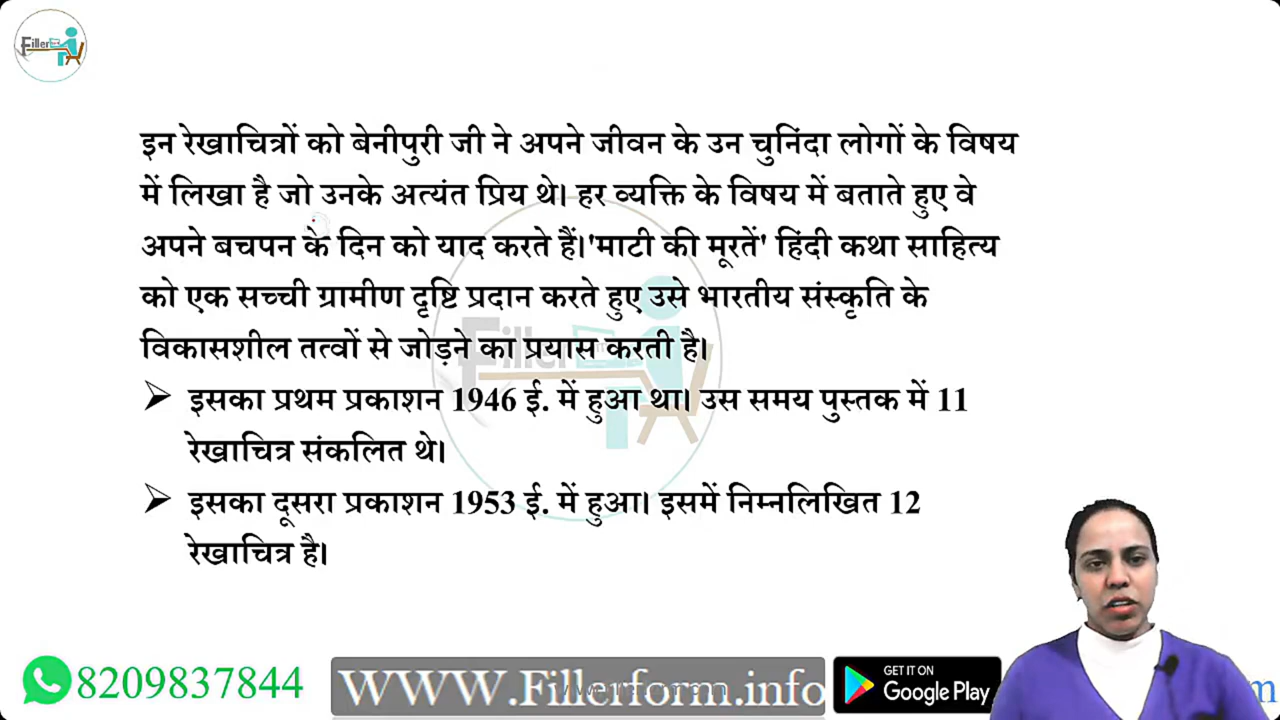 Filler
इन रेखाचित्रों को बेनीपुरी जी ने अपने जीवन के उन चुनिंदा लोगों के विषय
में लिखा है जो उनके अत्यंत प्रिय थे। हर व्यक्ति के विषय में बताते हुए वे
अपने बचपन के दिन को याद करते हैं।'माटी की मूरतें' हिंदी कथा साहित्य
को एक सच्ची ग्रामीण दृष्टि प्रदान करते हुए उसे भारतीय संस्कृति के
विकासशील तत्वों से जोड़ने का प्रयास करती है।
➢ इसका प्रथम प्रकाशन 1946 ई. में हुआ था। उस समय पुस्तक में 11
रेखाचित्र संकलित थे।
➢ इसका दूसरा प्रकाशन 1953 ई. में हुआ। इसमें निम्नलिखित 12
रेखाचित्र है।
8209837844
WWW.Fillerform.info
GET IT ON
Google Play